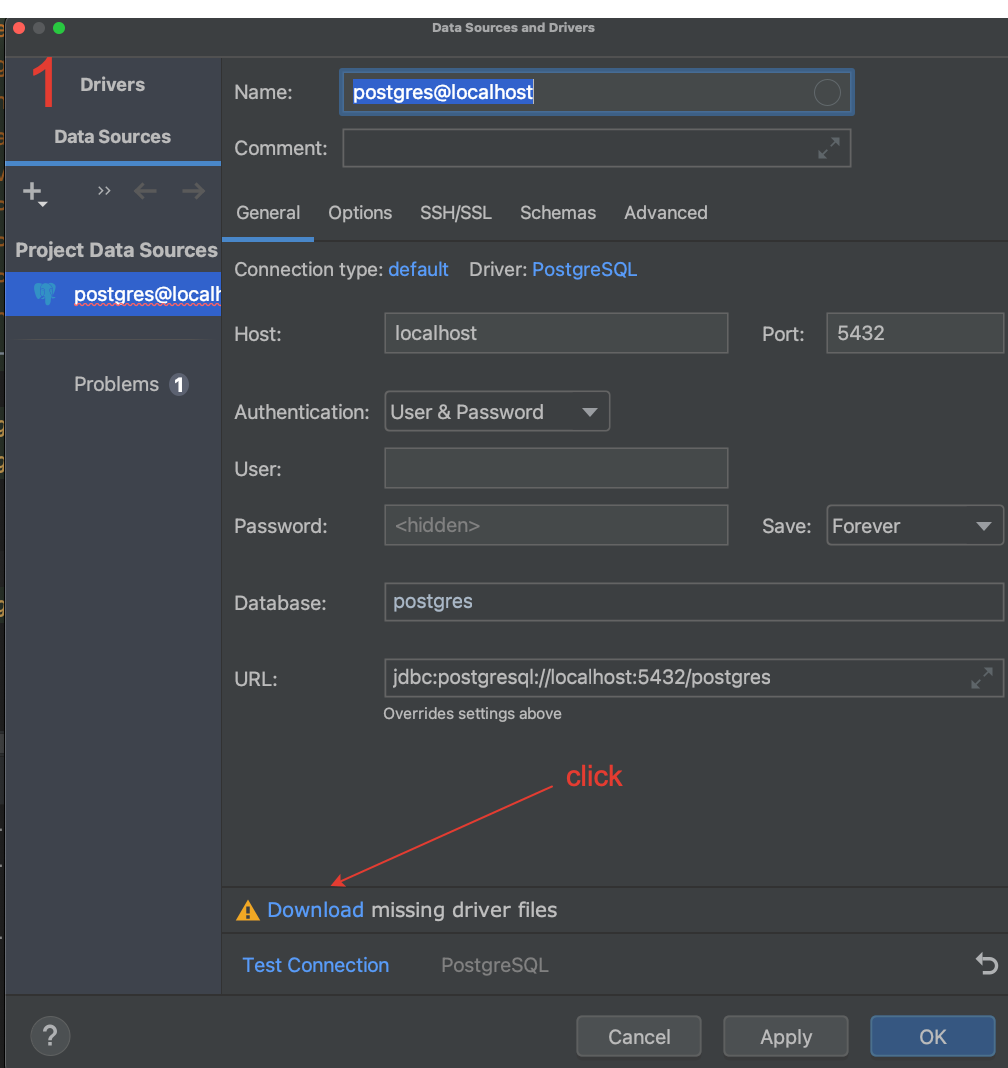 Data Sources and Drivers
1
Drivers
Data Sources
Project Data Sources
postgres@localh
Problems 1
Name: postgres@localhost
Comment:
General Options SSH/SSL Schemas Advanced
Connection type: default Driver: PostgreSQL
Host: localhost Port: 5432
Authentication: User & Password
User:
Password: <hidden> Save: Forever
Database: postgres
URL: jdbc:postgresql://localhost:5432/postgres
Overrides settings above
click
Download missing driver files
Test Connection PostgreSQL
? Cancel Apply OK